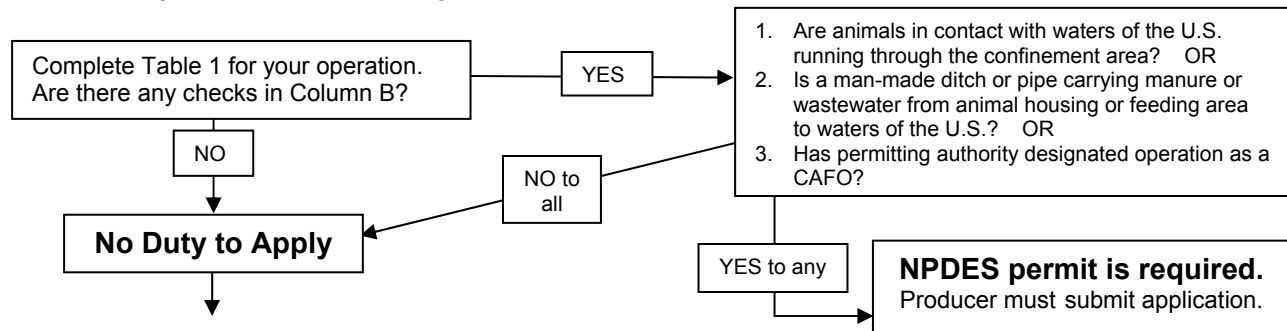 Complete Table 1 for your operation.
Are there any checks in Column B?
YES
1. Are animals in contact with waters of the U.S.
running through the confinement area? OR
2. Is a man-made ditch or pipe carrying manure or
wastewater from animal housing or feeding area
to waters of the U.S.? OR
3. Has permitting authority designated operation as a
CAFO?
NO
NO to
all
No Duty to Apply
YES to any
NPDES permit is required.
Producer must submit application.